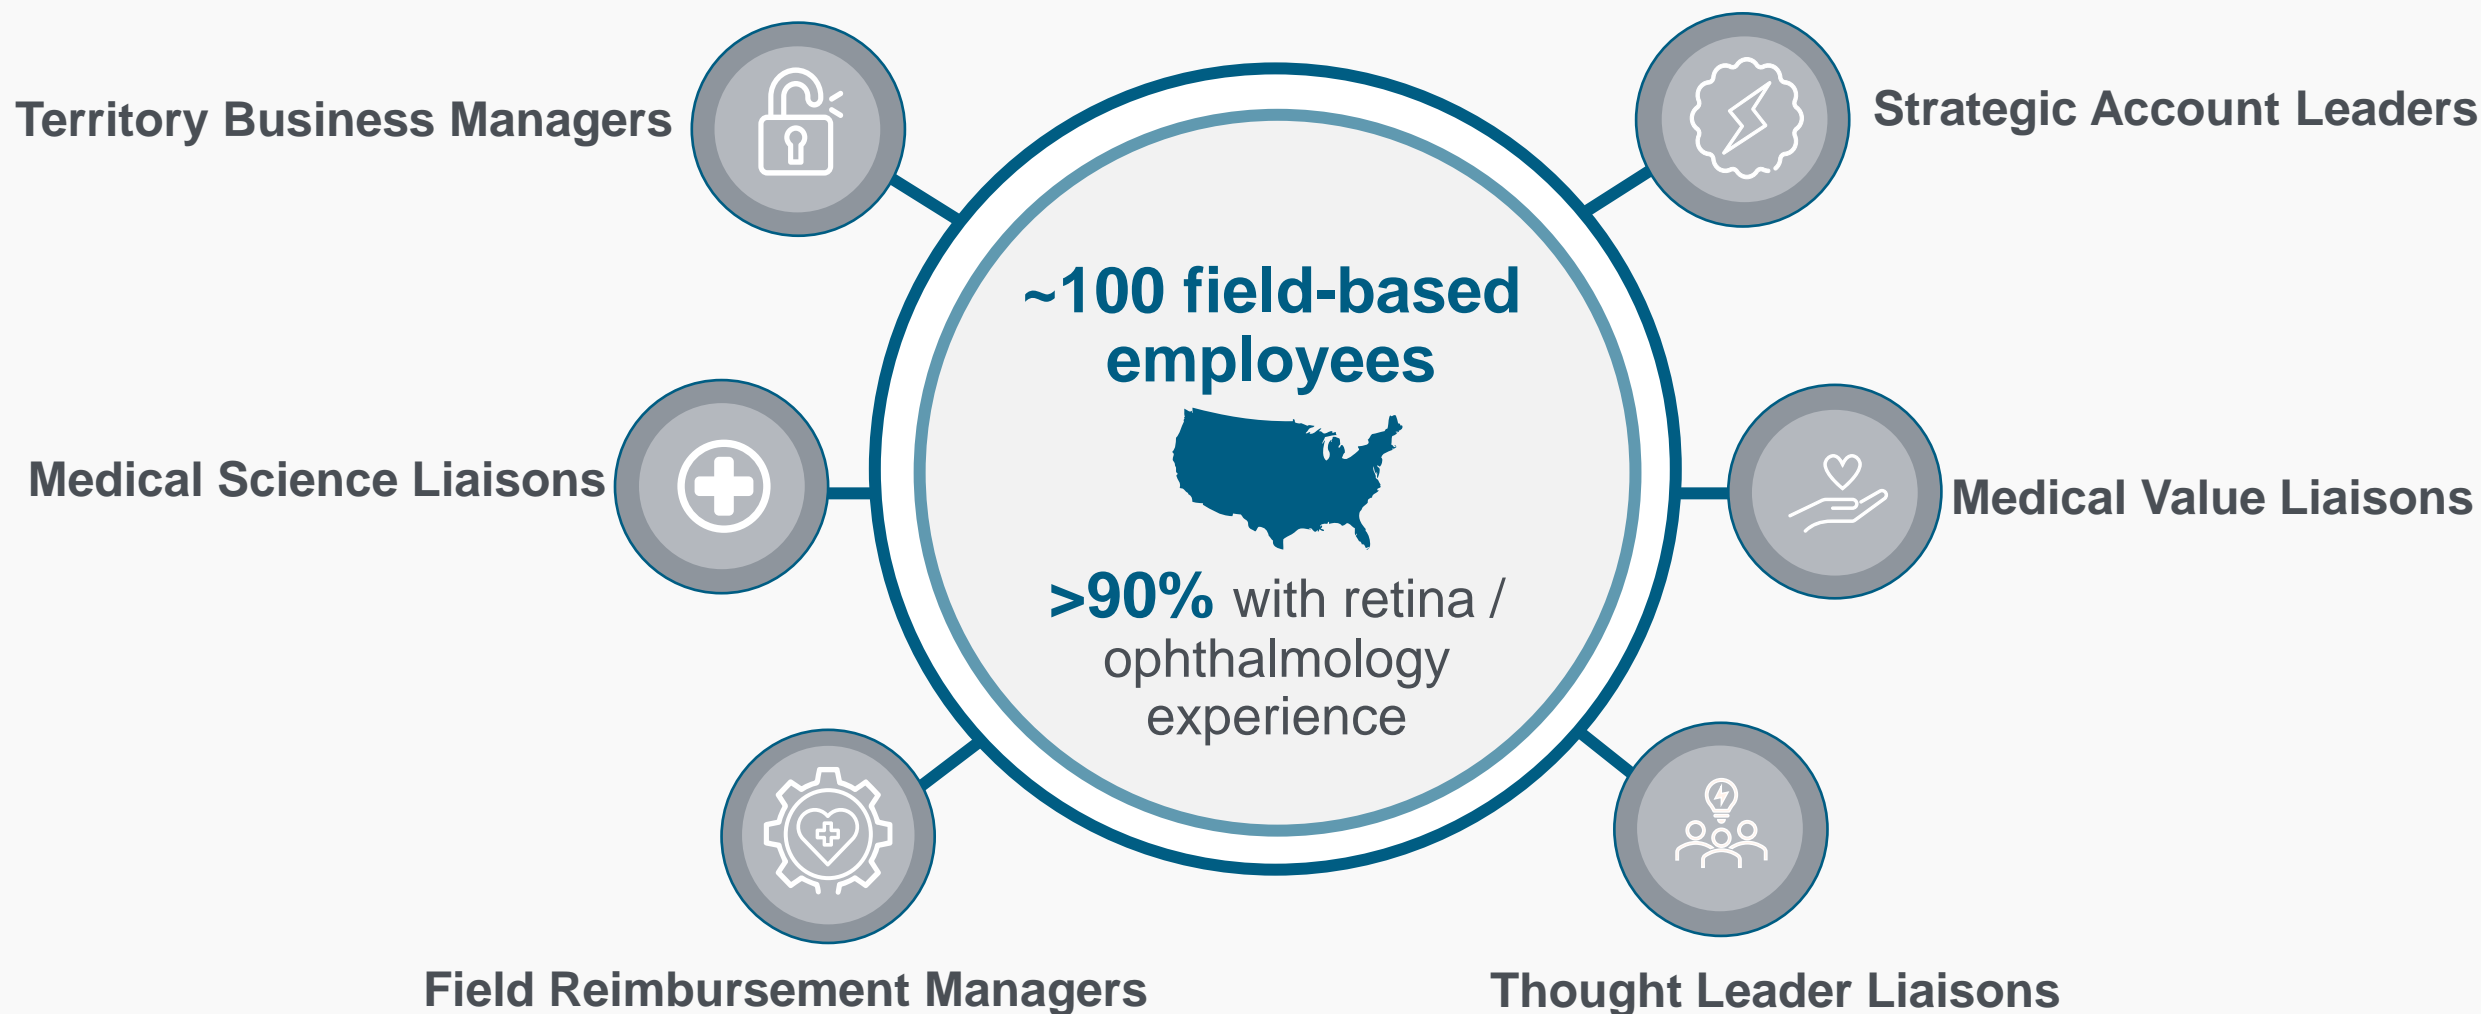 Territory Business Managers
Strategic Account Leaders
~100 field-based
employees
Medical Science Liaisons
Medical Value Liaisons
>90% with retina /
ophthalmology
experience
Field Reimbursement Managers
Thought Leader Liaisons